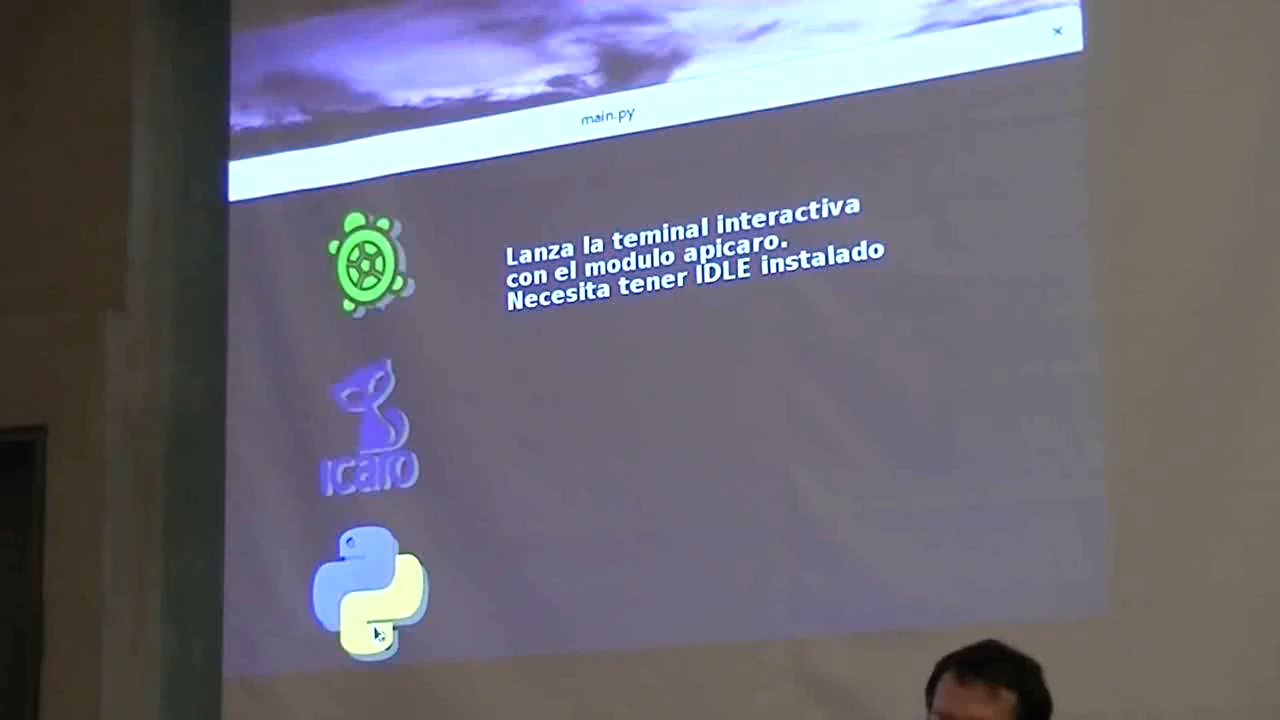 main.py
Lanza la teminal interactiva
con el modulo apicaro.
Necesita tener IDLE instalado
icaro